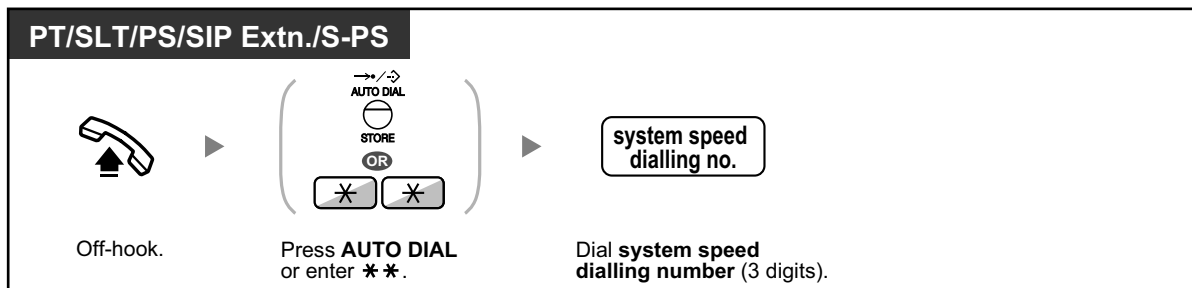 PT/SLT/PS/SIP Extn./S-PS
AUTO DIAL
STORE
OR
system speed
dialling no.
Off-hook.
Press AUTO DIAL
or enter ✱✱.
Dial system speed
dialling number (3 digits).